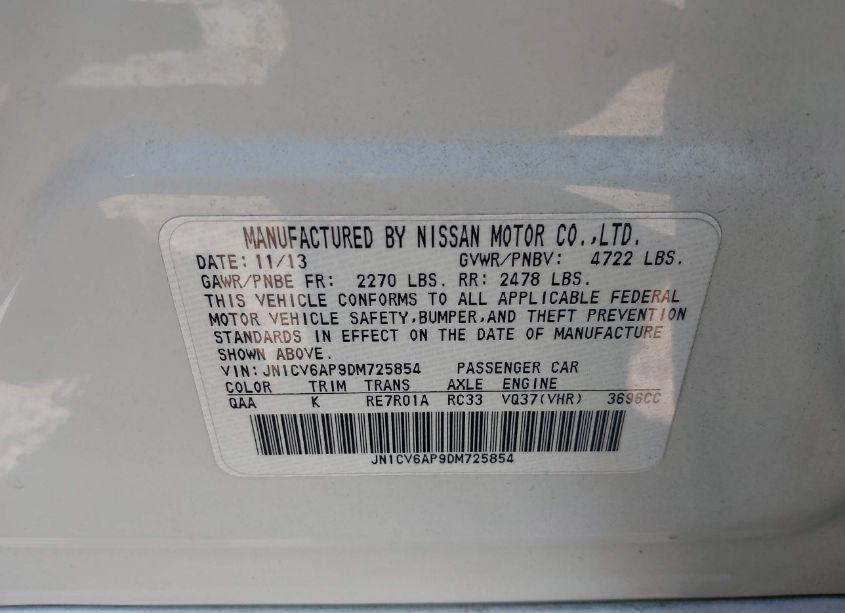 MANUFACTURED BY NISSAN MOTOR CO.,LTD.
DATE: 11/13 GVWR/PNBV: 4722 LBS.
GAWR/PNBE FR: 2270 LBS. RR: 2478 LBS.
THIS VEHICLE CONFORMS TO ALL APPLICABLE FEDERAL
MOTOR VEHICLE SAFETY,BUMPER,AND THEFT PREVENTION
STANDARDS IN EFFECT ON THE DATE OF MANUFACTURE
SHOWN ABOVE.
VIN: JN1CV6AP9DM725854 PASSENGER CAR
COLOR TRIM TRANS AXLE ENGINE
QAA K RE7R01A RC33 VQ37(VHR) 3696CC
JN1CV6AP9DM725854